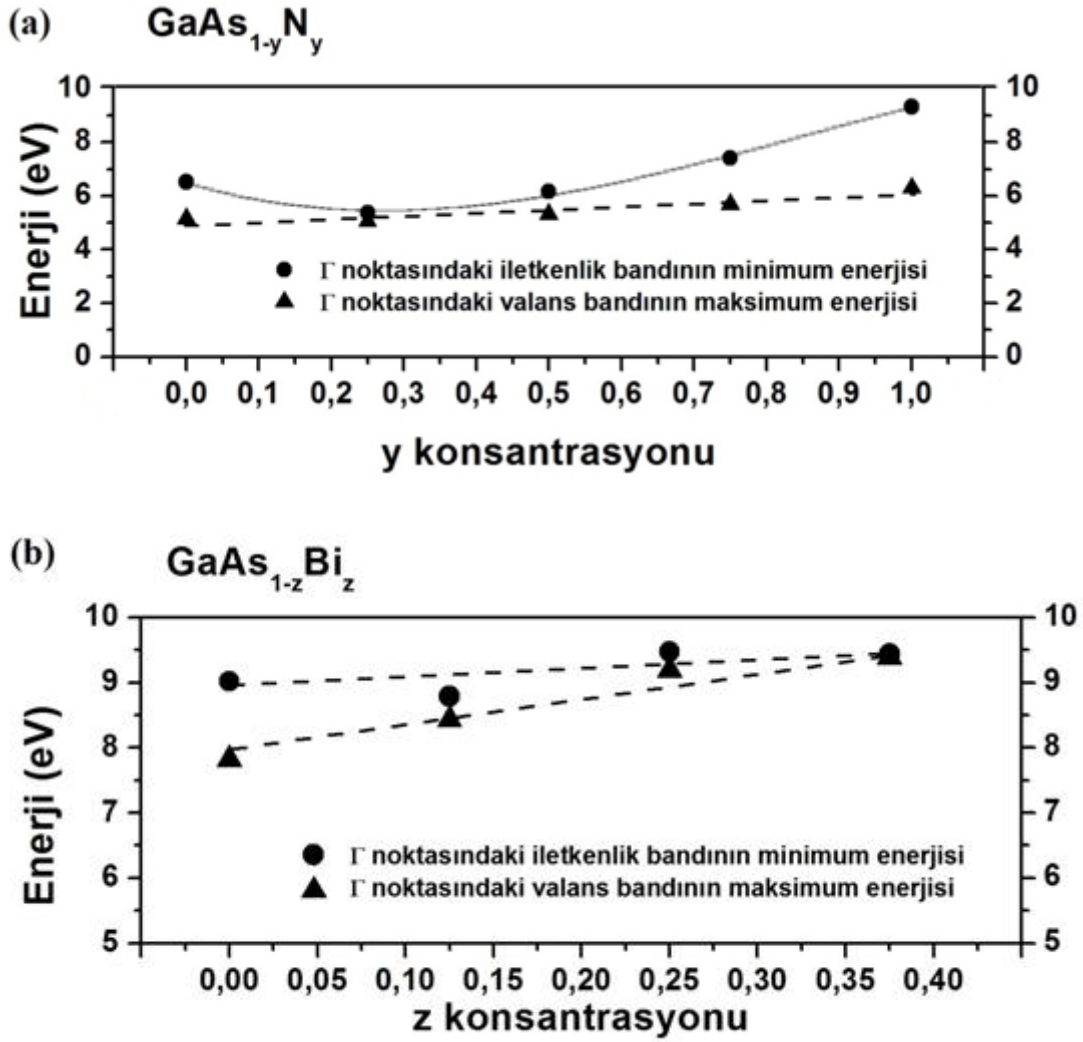 (a) GaAs1-yNy
Enerji (eV)
10 10
8 8
6 6
4 4
2 2
0 0
Γ noktasındaki iletkenlik bandının minimum enerjisi
Γ noktasındaki valans bandının maksimum enerjisi
0,0 0,1 0,2 0,3 0,4 0,5 0,6 0,7 0,8 0,9 1,0
y konsantrasyonu
(b) GaAs1-zBiz
Enerji (eV)
10 10
9 9
8 8
7 7
6 6
5 5
Γ noktasındaki iletkenlik bandının minimum enerjisi
Γ noktasındaki valans bandının maksimum enerjisi
0,00 0,05 0,10 0,15 0,20 0,25 0,30 0,35 0,40
z konsantrasyonu